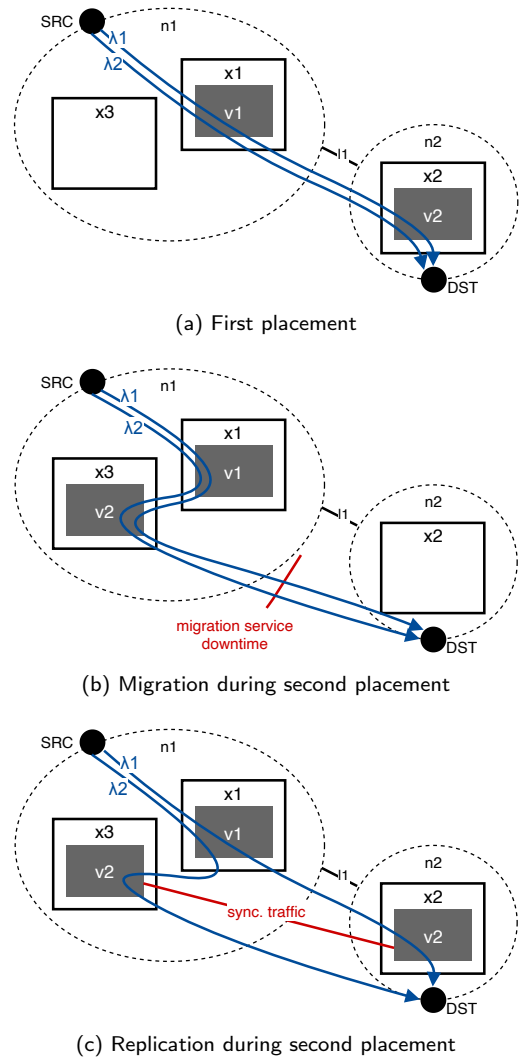 SRC
n1
λ1
λ2
x1
x3
v1
l1
n2
x2
v2
DST
(a) First placement
SRC
n1
λ1
λ2
x1
x3
v1
v2
l1
n2
x2
migration service
downtime
DST
(b) Migration during second placement
SRC
n1
λ1
λ2
x1
x3
v1
v2
l1
n2
x2
sync. traffic
v2
DST
(c) Replication during second placement